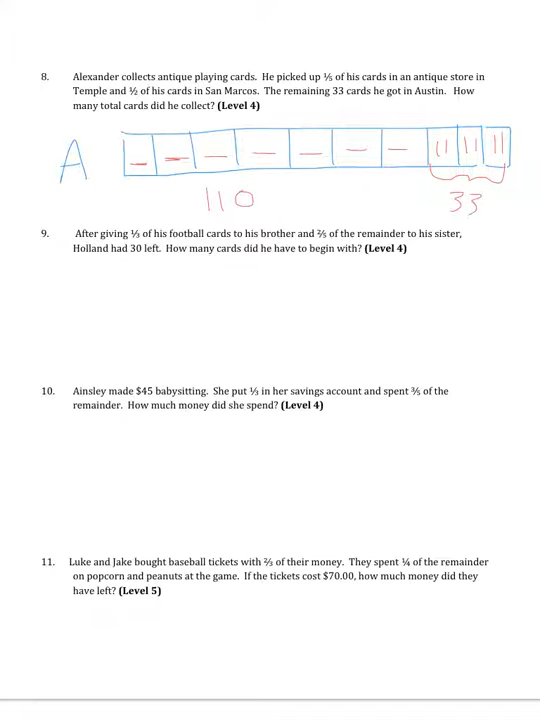 8. Alexander collects antique playing cards. He picked up ⅕ of his cards in an antique store in
Temple and ½ of his cards in San Marcos. The remaining 33 cards he got in Austin. How
many total cards did he collect? (Level 4)
A
11 11 11
110 33
9. After giving ⅓ of his football cards to his brother and ⅖ of the remainder to his sister,
Holland had 30 left. How many cards did he have to begin with? (Level 4)
10. Ainsley made $45 babysitting. She put ⅓ in her savings account and spent ⅗ of the
remainder. How much money did she spend? (Level 4)
11. Luke and Jake bought baseball tickets with ⅔ of their money. They spent ¼ of the remainder
on popcorn and peanuts at the game. If the tickets cost $70.00, how much money did they
have left? (Level 5)